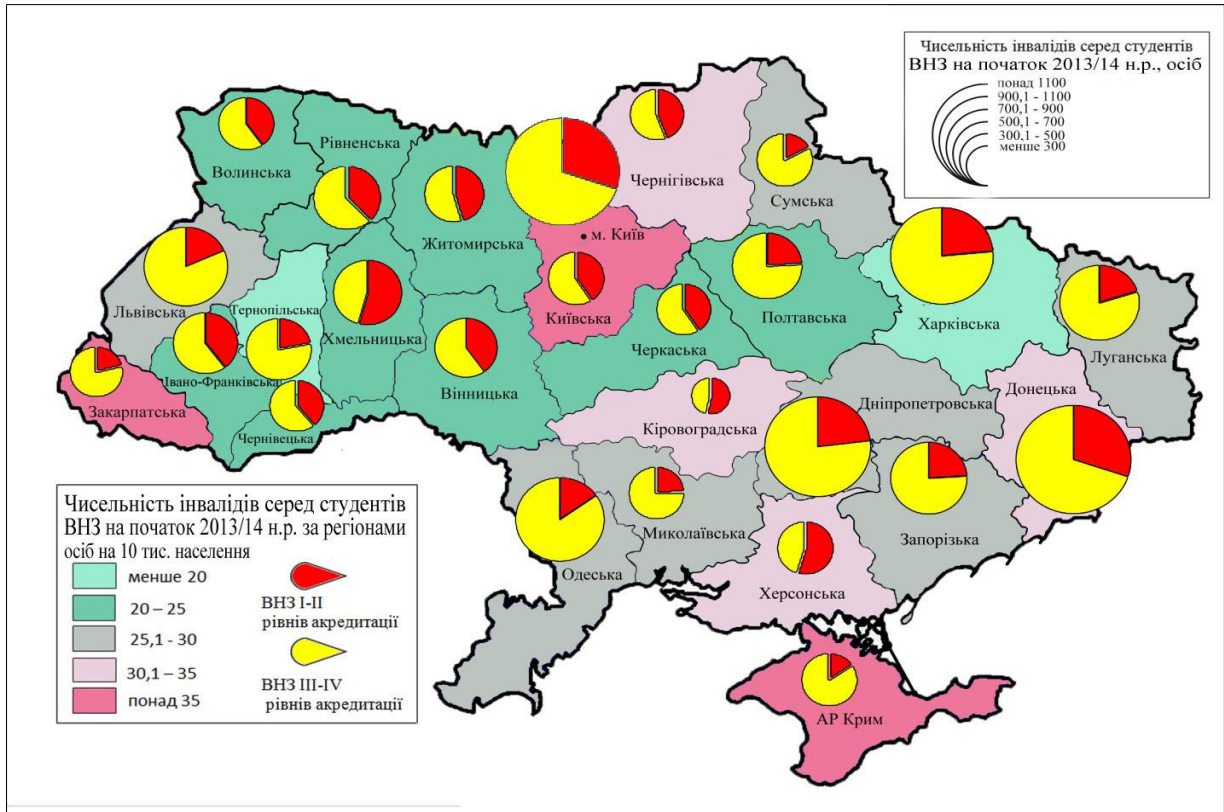 Чисельність інвалідів серед студентів
ВНЗ на початок 2013/14 н.р., осіб
понад 1100
900,1 - 1100
700,1 - 900
500,1 - 700
300,1 - 500
менше 300
Волинська
Рівненська
Житомирська
Чернігівська
Сумська
м. Київ
Київська
Львівська
Тернопільська
Хмельницька
Вінницька
Черкаська
Полтавська
Харківська
Луганська
Закарпатська
Івано-Франківська
Чернівецька
Кіровоградська
Дніпропетровська
Донецька
Одеська
Миколаївська
Запорізька
Херсонська
АР Крим
Чисельність інвалідів серед студентів
ВНЗ на початок 2013/14 н.р. за регіонами
осіб на 10 тис. населення
менше 20
20 – 25
25,1 - 30
30,1 – 35
понад 35
ВНЗ І-ІІ
рівнів акредитації
ВНЗ ІІІ-IV
рівнів акредитації